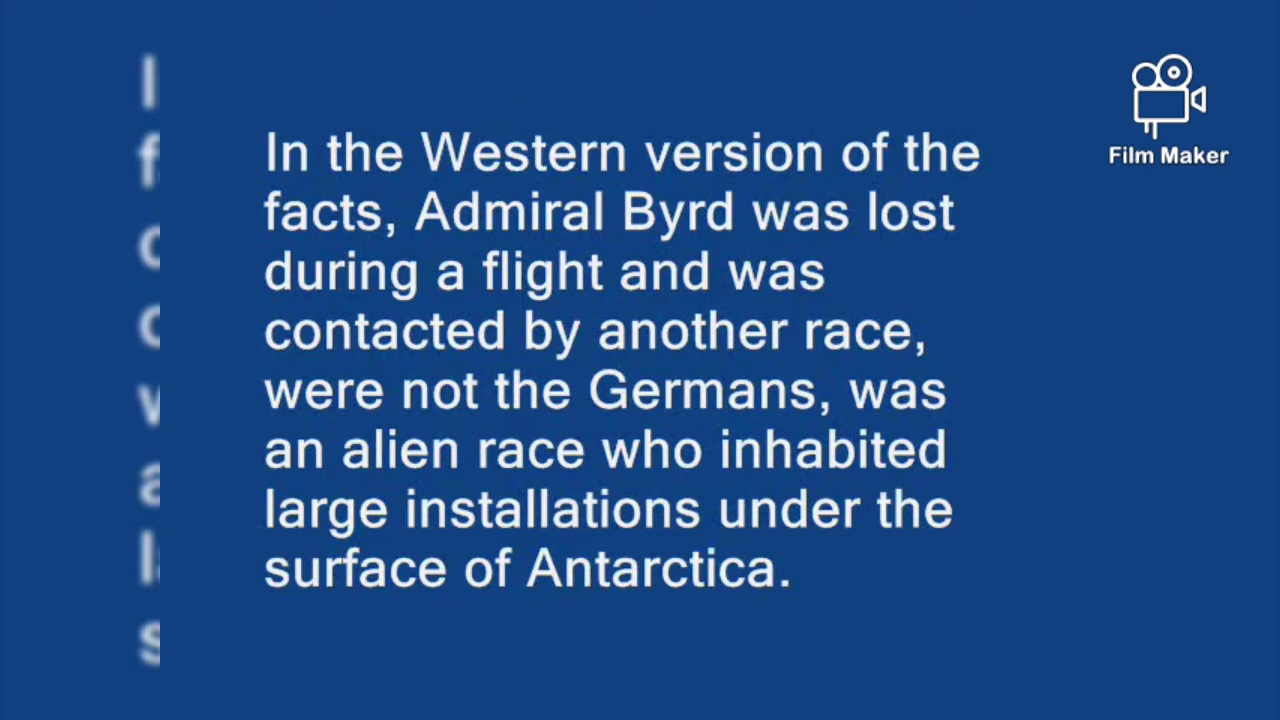 Film Maker
In the Western version of the
facts, Admiral Byrd was lost
during a flight and was
contacted by another race,
were not the Germans, was
an alien race who inhabited
large installations under the
surface of Antarctica.